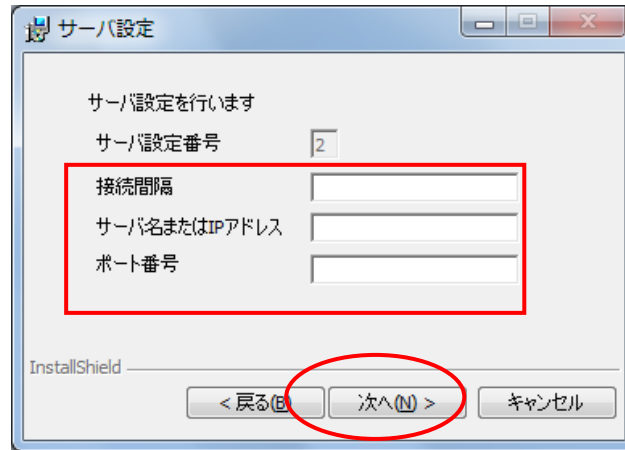 サーバ設定
サーバ設定を行います
サーバ設定番号 2
接続間隔
サーバ名またはIPアドレス
ポート番号
InstallShield
< 戻る(B) 次へ(N) > キャンセル